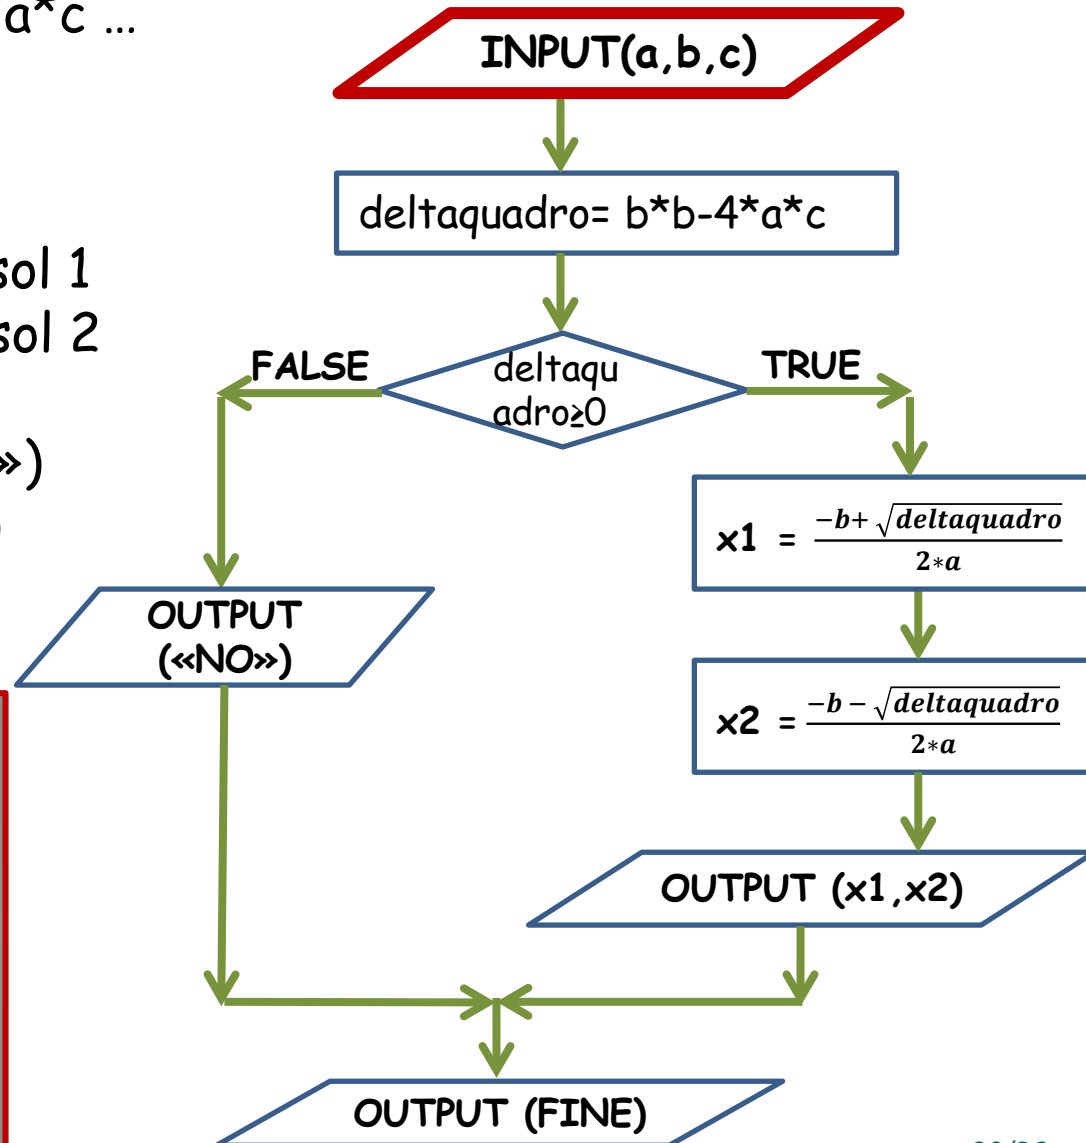 a*c ...
sol 1
sol 2
»)
)
INPUT(a,b,c)
deltaquadro= b*b-4*a*c
FALSE
deltaqu
adro≥0
TRUE
x1 = −b+ √deltaquadro
2∗a
OUTPUT
(«NO»)
x2 = −b − √deltaquadro
2∗a
OUTPUT (x1,x2)
OUTPUT (FINE)